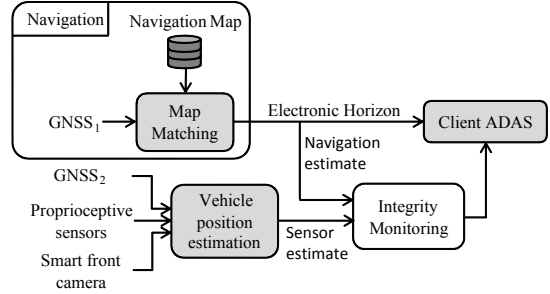 Navigation
Navigation Map
GNSS1
Map
Matching
Electronic Horizon
Client ADAS
Navigation
estimate
GNSS2
Proprioceptive
sensors
Smart front
camera
Vehicle
position
estimation
Sensor
estimate
Integrity
Monitoring